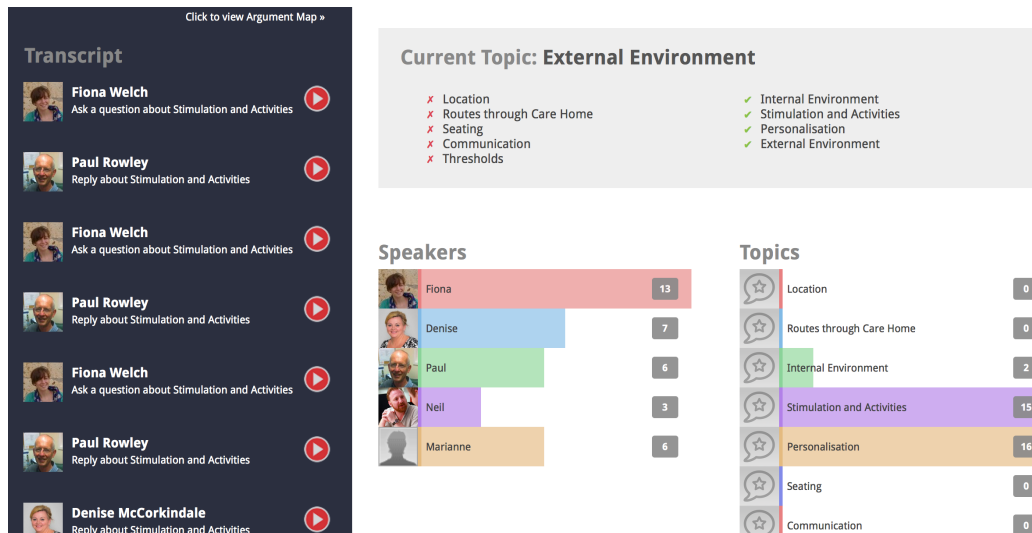 Click to view Argument Map »
Transcript
Fiona Welch
Ask a question about Stimulation and Activities
Paul Rowley
Reply about Stimulation and Activities
Fiona Welch
Ask a question about Stimulation and Activities
Paul Rowley
Reply about Stimulation and Activities
Fiona Welch
Ask a question about Stimulation and Activities
Paul Rowley
Reply about Stimulation and Activities
Denise McCorkindale
Reply about Stimulation and Activities
Current Topic: External Environment
✗ Location
✗ Routes through Care Home
✗ Seating
✗ Communication
✗ Thresholds
✔ Internal Environment
✔ Stimulation and Activities
✔ Personalisation
✔ External Environment
Speakers
Fiona 13
Denise 7
Paul 6
Neil 3
Marianne 6
Topics
Location 0
Routes through Care Home 0
Internal Environment 2
Stimulation and Activities 15
Personalisation 16
Seating 0
Communication 0